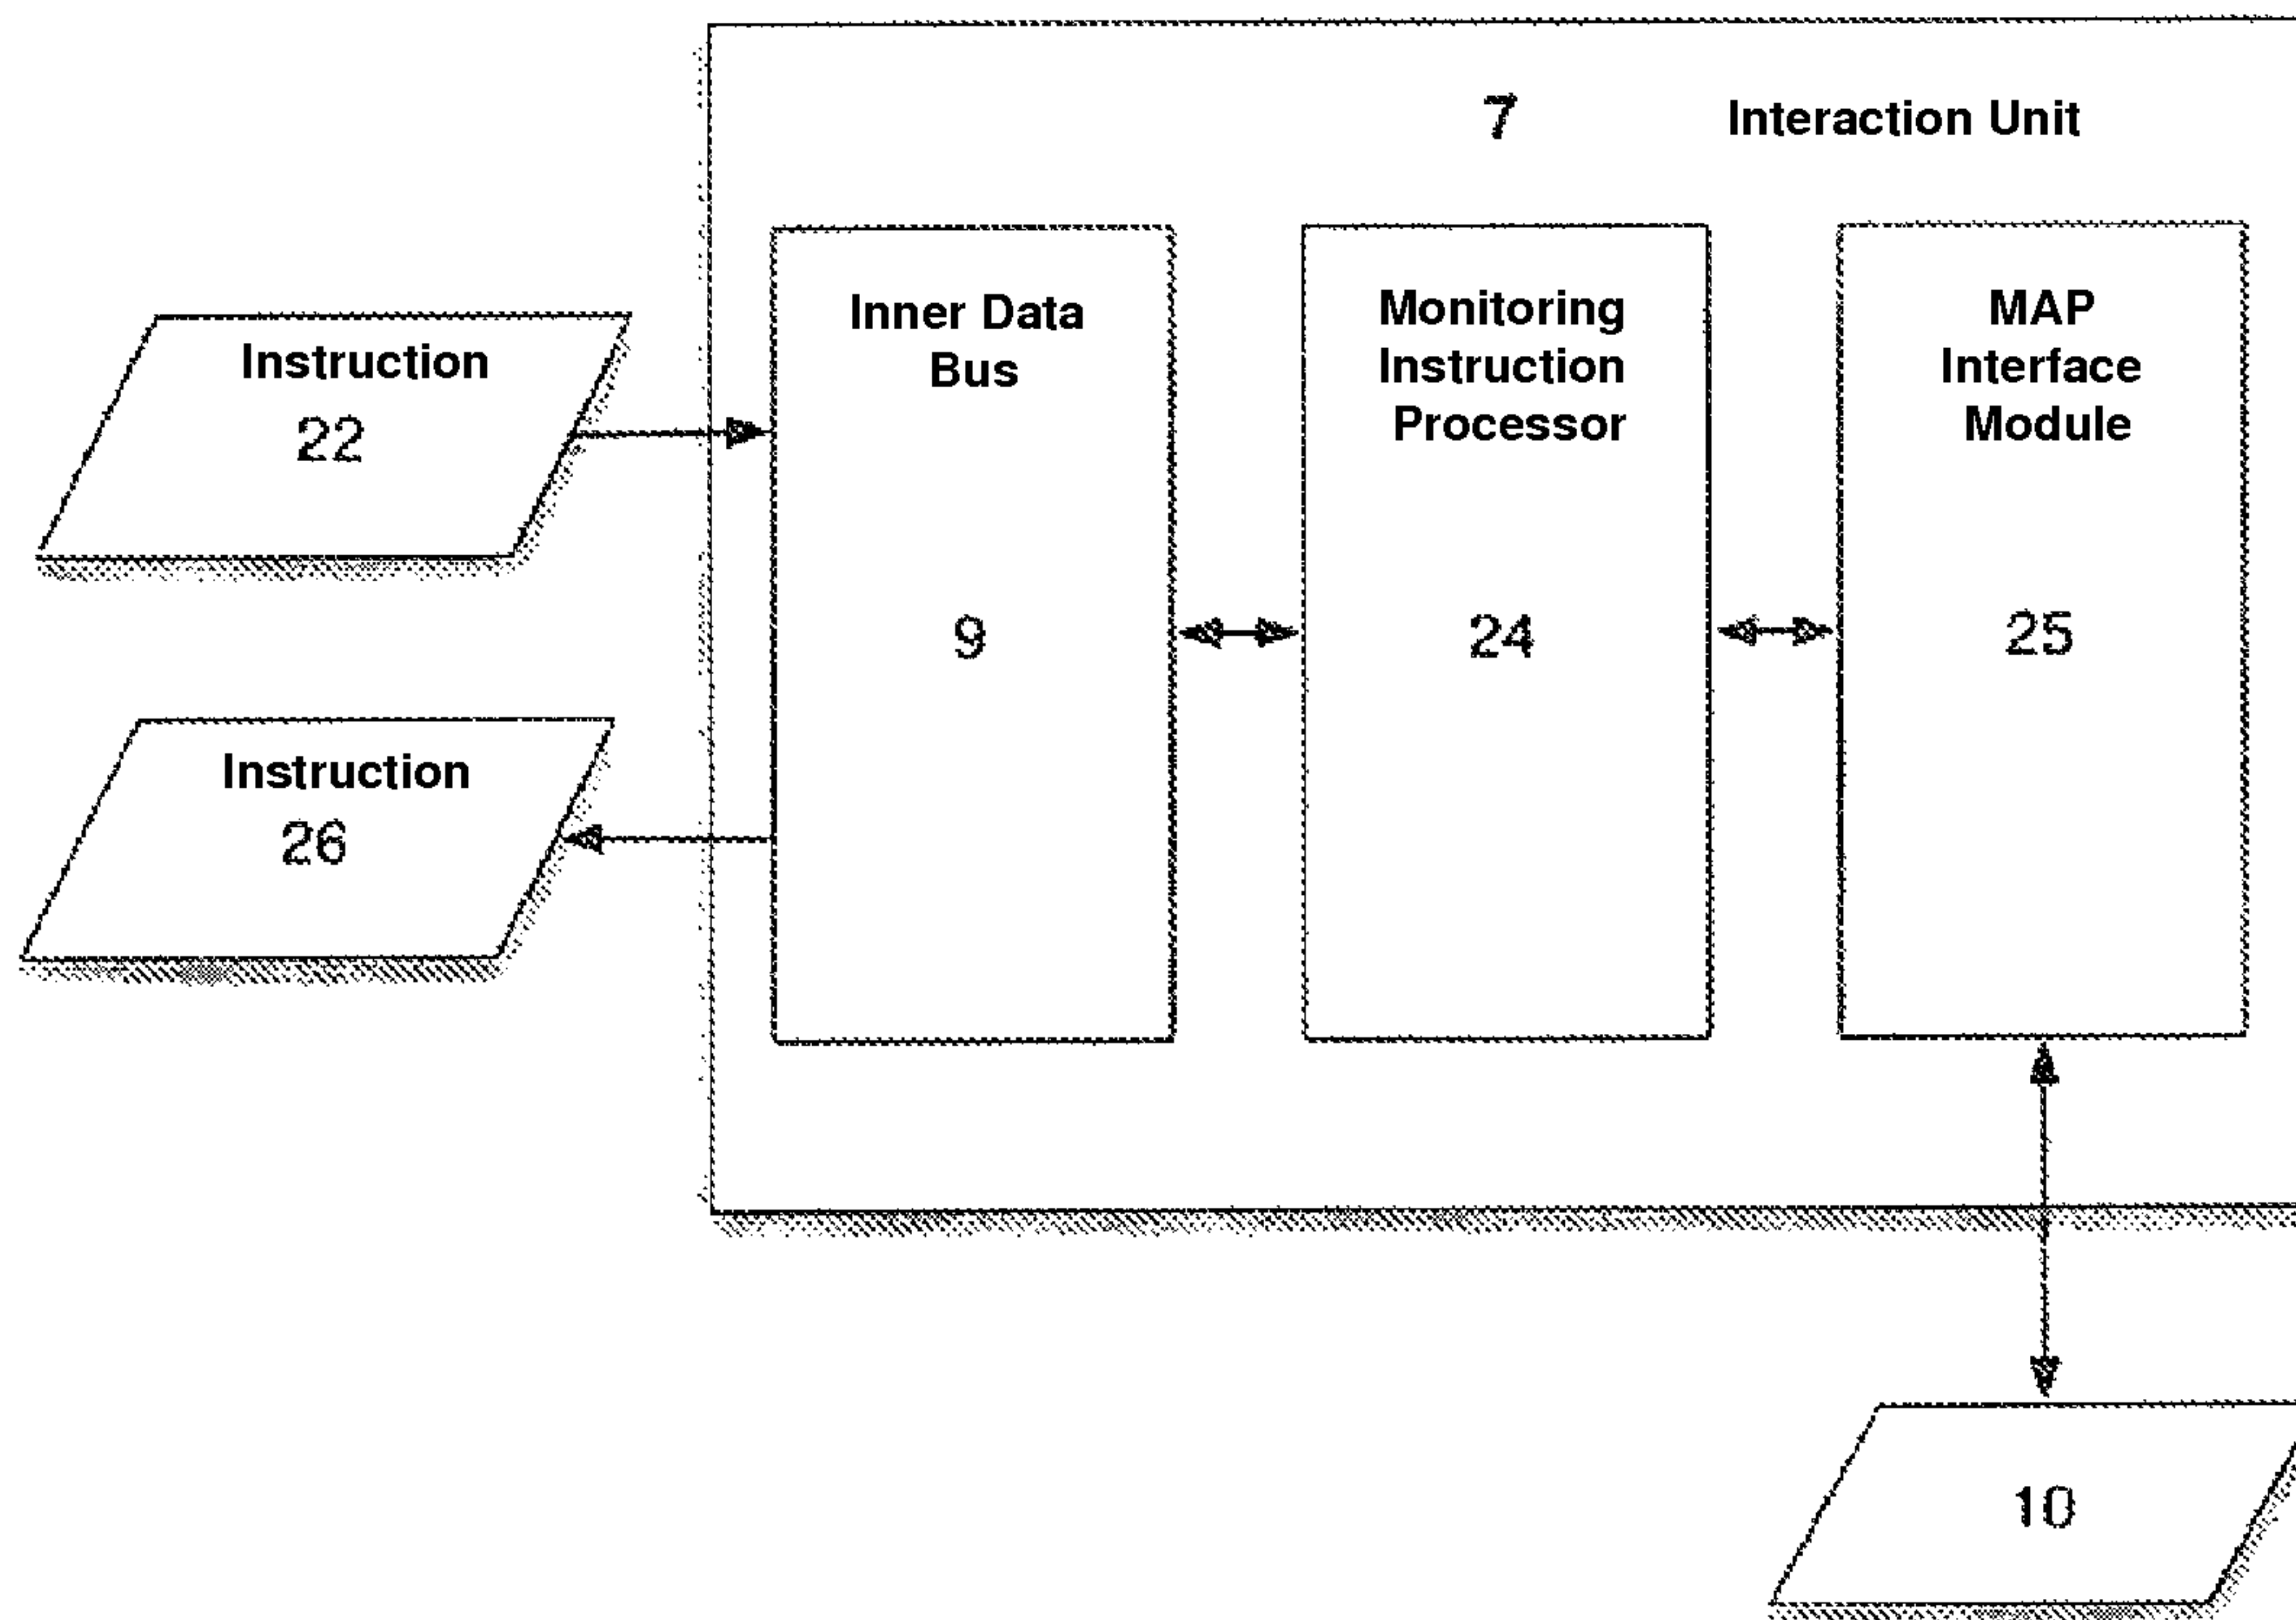 7 Interaction Unit
Instruction
22
Inner Data
Bus
9
Monitoring
Instruction
Processor
24
MAP
Interface
Module
25
Instruction
26
10